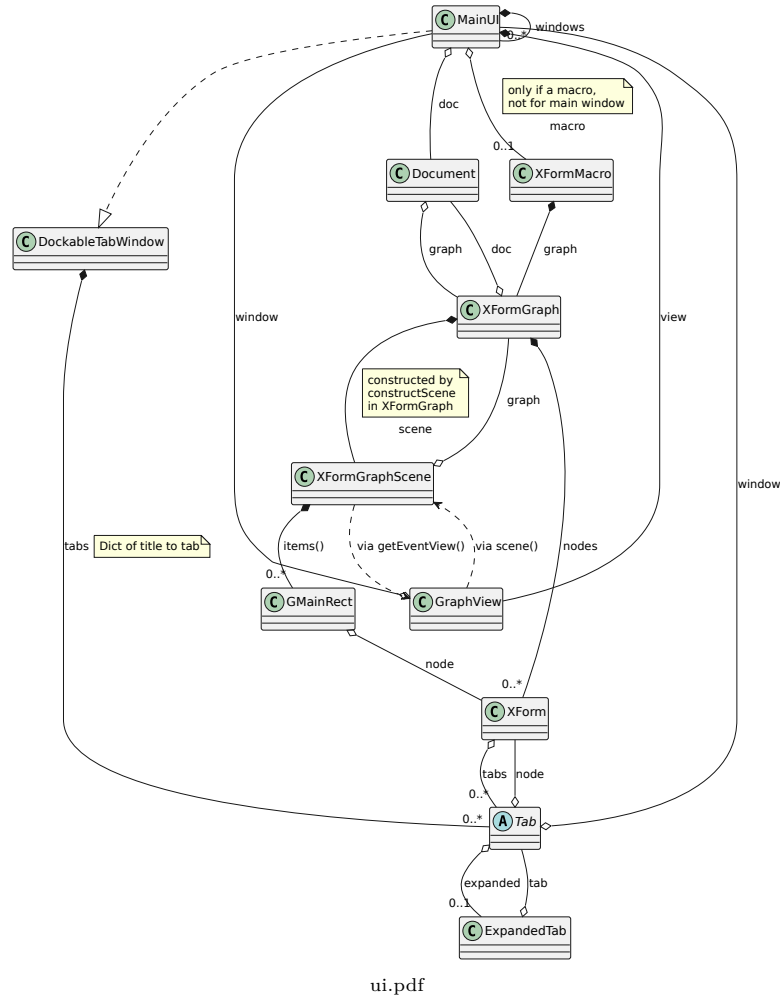 C MainUI
windows
0..*
only if a macro,
not for main window
doc
macro
0..1
C Document
C XFormMacro
C DockableTabWindow
graph
doc
graph
C XFormGraph
window
view
constructed by
constructScene
in XFormGraph
graph
scene
C XFormGraphScene
window
tabs
Dict of title to tab
items()
via getEventView()
via scene()
nodes
0..*
C GMainRect
C GraphView
node
0..*
C XForm
tabs
node
0..*
0..*
A Tab
expanded
tab
0..1
C ExpandedTab
ui.pdf